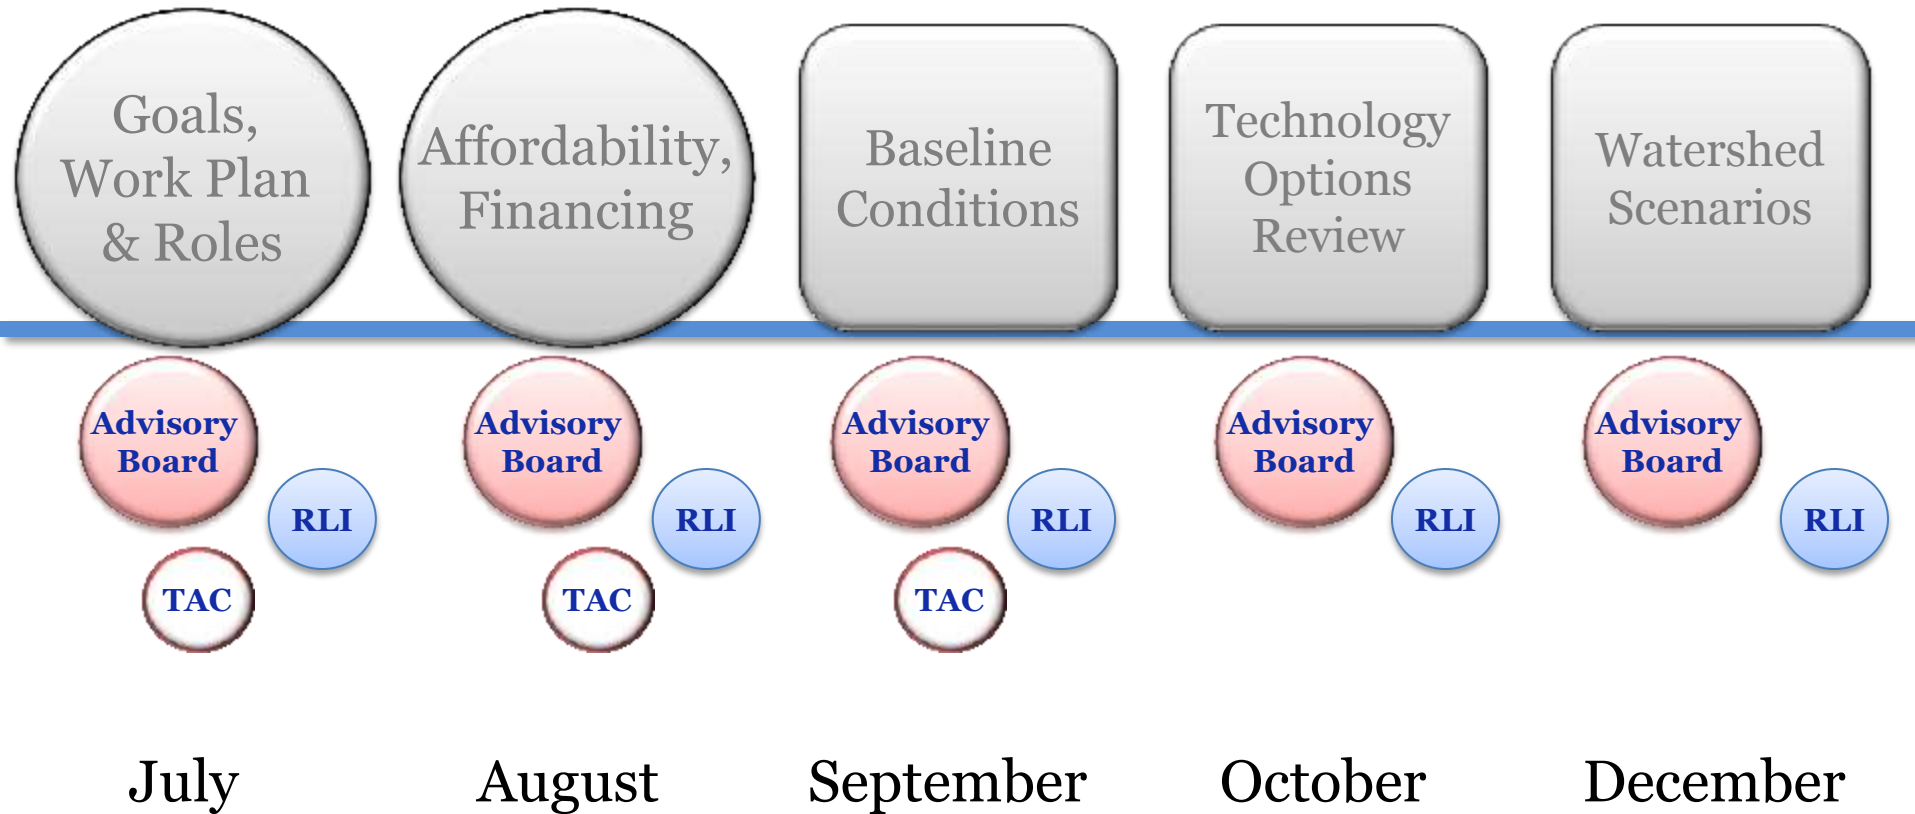 Goals,
Work Plan
& Roles
Affordability,
Financing
Baseline
Conditions
Technology
Options
Review
Watershed
Scenarios
Advisory
Board
RLI
TAC
Advisory
Board
RLI
TAC
Advisory
Board
RLI
TAC
Advisory
Board
RLI
Advisory
Board
RLI
July
August
September
October
December